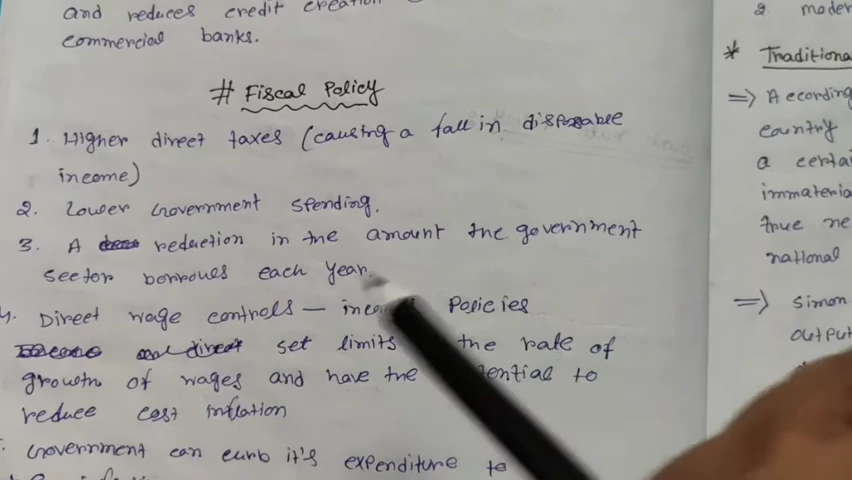 and reduces credit creation
commercial banks.
# Fiscal Policy
1. Higher direct taxes (causing a fall in disposable
income)
2. Lower Government spending.
3. A reduction in the amount the government
sector borrows each year.
4. Direct wage controls — Policies
set limits the rate of
growth of wages and have the to
reduce cost inflation
Government can curb it's expenditure to
2. moder
* Traditiona
=> According
country
a certai
immateria
true ne
national
=> Simon
output